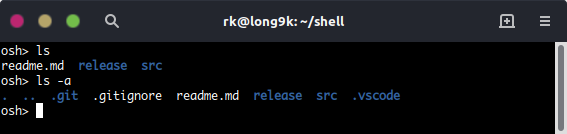 rk@long9k: ~/shell
osh> ls
readme.md release src
osh> ls -a
. .. .git .gitignore readme.md release src .vscode
osh>